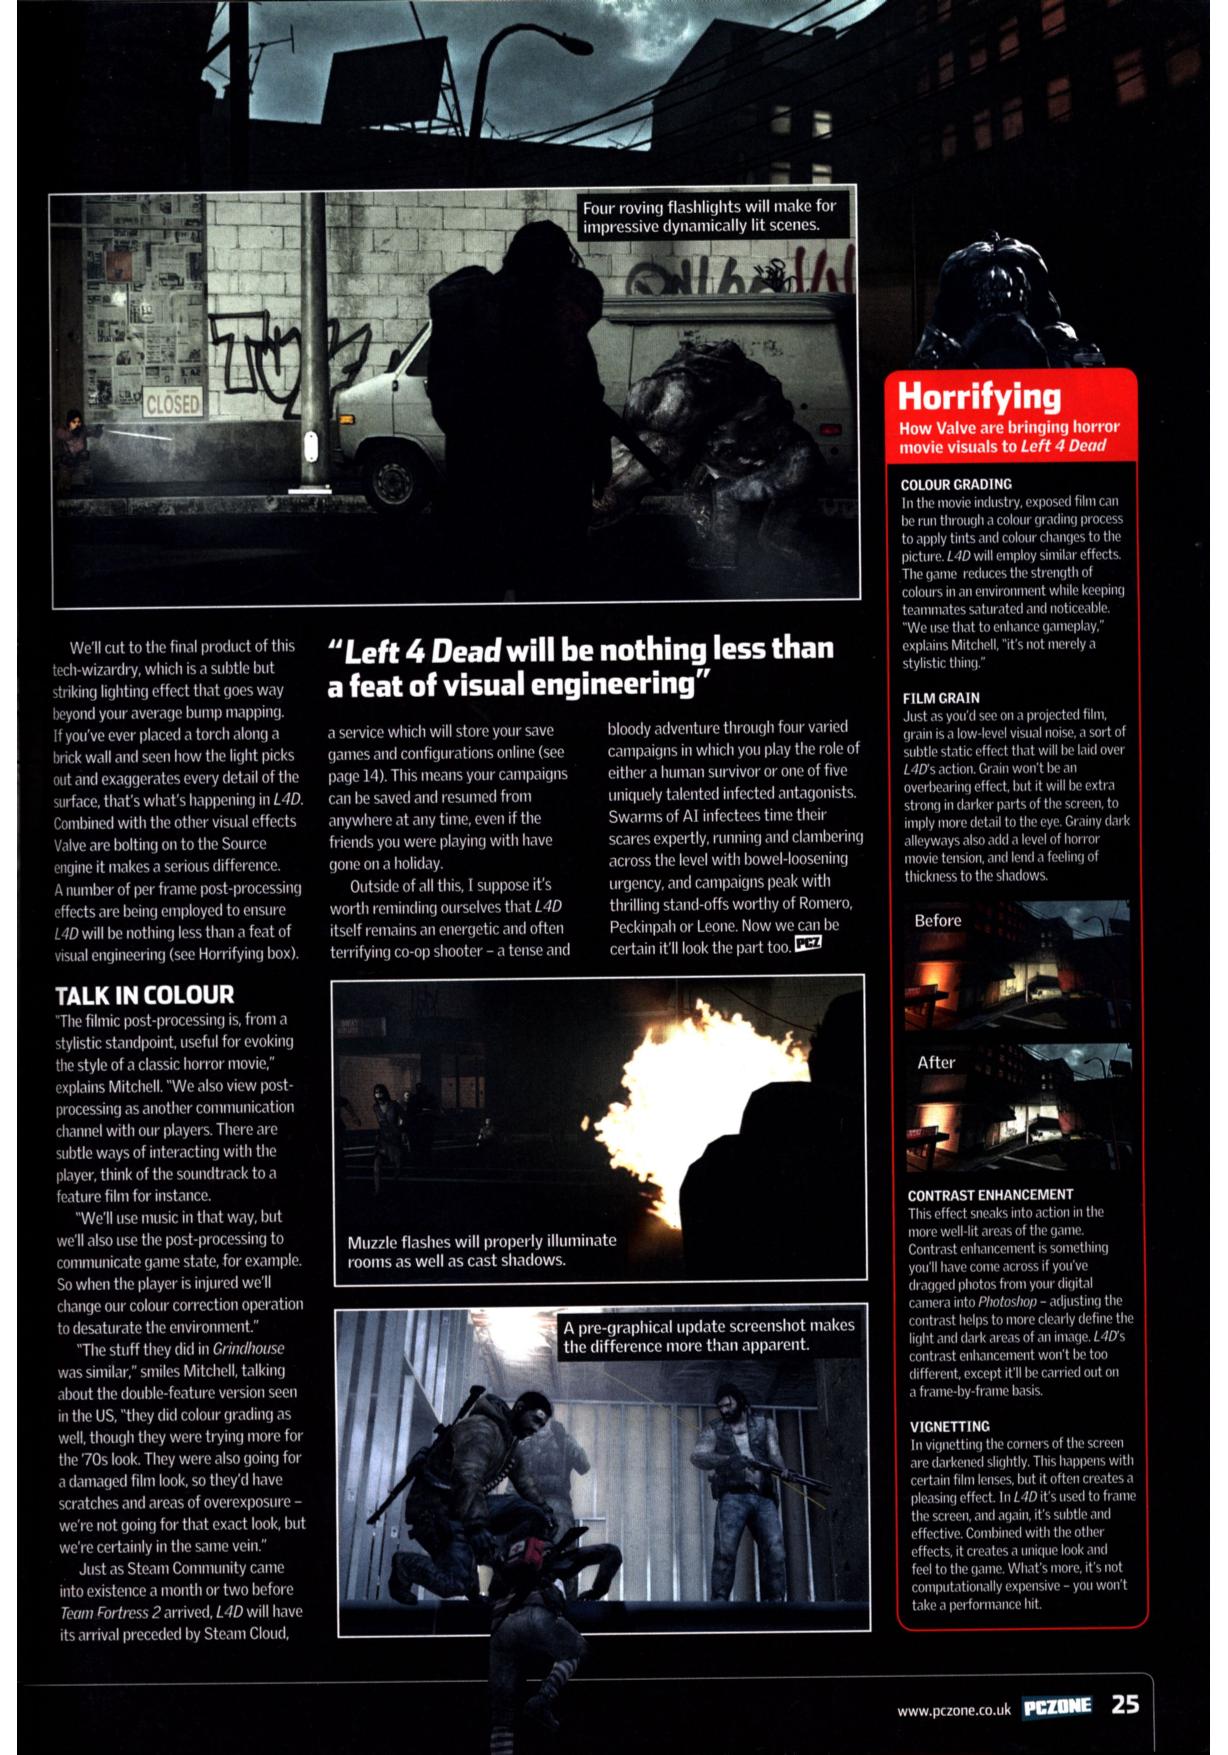 Four roving flashlights will make for
impressive dynamically lit scenes.
CLOSED
We'll cut to the final product of this
tech-wizardry, which is a subtle but
striking lighting effect that goes way
beyond your average bump mapping.
If you've ever placed a torch along a
brick wall and seen how the light picks
out and exaggerates every detail of the
surface, that's what's happening in L4D.
Combined with the other visual effects
Valve are bolting on to the Source
engine it makes a serious difference.
A number of per frame post-processing
effects are being employed to ensure
L4D will be nothing less than a feat of
visual engineering (see Horrifying box).
TALK IN COLOUR
"The filmic post-processing is, from a
stylistic standpoint, useful for evoking
the style of a classic horror movie,"
explains Mitchell. "We also view post-
processing as another communication
channel with our players. There are
subtle ways of interacting with the
player, think of the soundtrack to a
feature film for instance.
"We'll use music in that way, but
we'll also use the post-processing to
communicate game state, for example.
So when the player is injured we'll
change our colour correction operation
to desaturate the environment."
"The stuff they did in Grindhouse
was similar," smiles Mitchell, talking
about the double-feature version seen
in the US, "they did colour grading as
well, though they were trying more for
the '70s look. They were also going for
a damaged film look, so they'd have
scratches and areas of overexposure –
we're not going for that exact look, but
we're certainly in the same vein."
Just as Steam Community came
into existence a month or two before
Team Fortress 2 arrived, L4D will have
its arrival preceded by Steam Cloud,
"Left 4 Dead will be nothing less than
a feat of visual engineering"
a service which will store your save
games and configurations online (see
page 14). This means your campaigns
can be saved and resumed from
anywhere at any time, even if the
friends you were playing with have
gone on a holiday.
Outside of all this, I suppose it's
worth reminding ourselves that L4D
itself remains an energetic and often
terrifying co-op shooter – a tense and
bloody adventure through four varied
campaigns in which you play the role of
either a human survivor or one of five
uniquely talented infected antagonists.
Swarms of AI infectees time their
scares expertly, running and clambering
across the level with bowel-loosening
urgency, and campaigns peak with
thrilling stand-offs worthy of Romero,
Peckinpah or Leone. Now we can be
certain it'll look the part too. PCZ
Muzzle flashes will properly illuminate
rooms as well as cast shadows.
A pre-graphical update screenshot makes
the difference more than apparent.
Horrifying
How Valve are bringing horror
movie visuals to Left 4 Dead
COLOUR GRADING
In the movie industry, exposed film can
be run through a colour grading process
to apply tints and colour changes to the
picture. L4D will employ similar effects.
The game reduces the strength of
colours in an environment while keeping
teammates saturated and noticeable.
"We use that to enhance gameplay,"
explains Mitchell, "it's not merely a
stylistic thing."
FILM GRAIN
Just as you'd see on a projected film,
grain is a low-level visual noise, a sort of
subtle static effect that will be laid over
L4D's action. Grain won't be an
overbearing effect, but it will be extra
strong in darker parts of the screen, to
imply more detail to the eye. Grainy dark
alleyways also add a level of horror
movie tension, and lend a feeling of
thickness to the shadows.
Before
After
CONTRAST ENHANCEMENT
This effect sneaks into action in the
more well-lit areas of the game.
Contrast enhancement is something
you'll have come across if you've
dragged photos from your digital
camera into Photoshop – adjusting the
contrast helps to more clearly define the
light and dark areas of an image. L4D's
contrast enhancement won't be too
different, except it'll be carried out on
a frame-by-frame basis.
VIGNETTING
In vignetting the corners of the screen
are darkened slightly. This happens with
certain film lenses, but it often creates a
pleasing effect. In L4D it's used to frame
the screen, and again, it's subtle and
effective. Combined with the other
effects, it creates a unique look and
feel to the game. What's more, it's not
computationally expensive – you won't
take a performance hit.
www.pczone.co.uk PCZONE 25